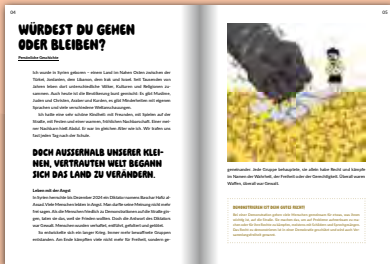 04
WÜRDEST DU GEHEN
ODER BLEIBEN?
Persönliche Geschichte
Ich wurde in Syrien geboren – einem Land im Nahen Osten zwischen der
Türkei, Jordanien, dem Libanon, dem Irak und Israel. Seit Tausenden von
Jahren leben dort unterschiedliche Völker, Kulturen und Religionen zu-
sammen. Auch heute ist die Bevölkerung bunt gemischt: Es gibt Muslime,
Juden und Christen, Araber und Kurden, es gibt Minderheiten mit eigenen
Sprachen und viele verschiedene Weltanschauungen.
Ich hatte eine sehr schöne Kindheit: mit Freunden, mit Spielen auf der
Straße, mit Festen und einer warmen, fröhlichen Nachbarschaft. Einer mei-
ner Nachbarn hieß Abdul. Er war im gleichen Alter wie ich. Wir trafen uns
fast jeden Tag nach der Schule.
DOCH AUSSERHALB UNSERER KLEI-
NEN, VERTRAUTEN WELT BEGANN
SICH DAS LAND ZU VERÄNDERN.
Leben mit der Angst
In Syrien herrschte bis Dezember 2024 ein Diktator namens Baschar Hafiz al-
Assad. Viele Menschen lebten in Angst. Man durfte seine Meinung nicht mehr
frei sagen. Als die Menschen friedlich zu Demonstrationen auf die Straße gin-
gen, taten sie das, weil sie Frieden wollten. Doch die Antwort des Diktators
war Gewalt. Menschen wurden verhaftet, entführt, gefoltert und getötet.
So entwickelte sich ein langer Krieg, immer mehr bewaffnete Gruppen
entstanden. Am Ende kämpften viele nicht mehr für Freiheit, sondern ge-
05
geneinander. Jede Gruppe behauptete, sie allein habe Recht und kämpfe
im Namen der Wahrheit, der Freiheit oder der Gerechtigkeit. Überall waren
Waffen, überall war Gewalt.
DEMONSTRIEREN IST DEIN GUTES RECHT!